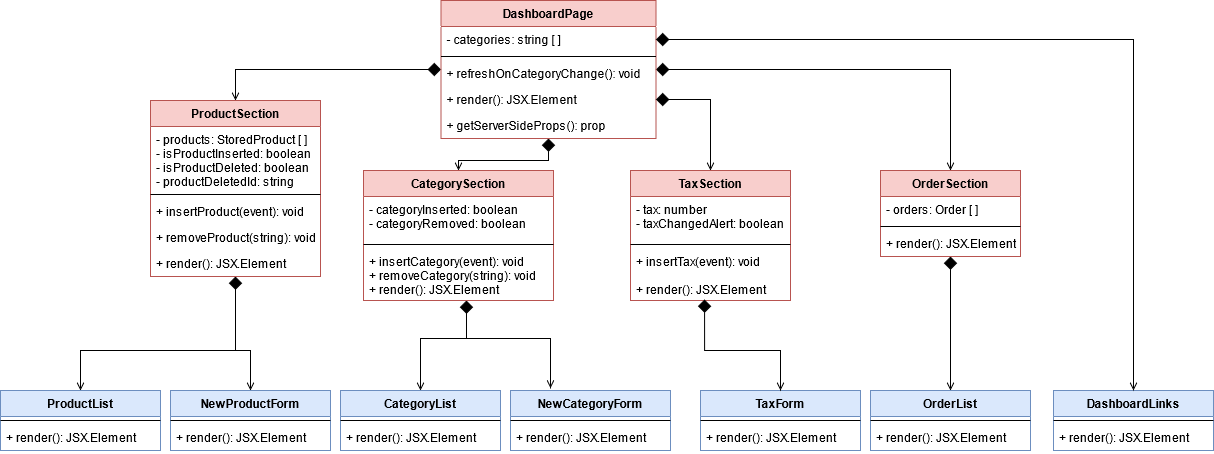 DashboardPage
- categories: string [ ]
+ refreshOnCategoryChange(): void
+ render(): JSX.Element
+ getServerSideProps(): prop
ProductSection
- products: StoredProduct [ ]
- isProductInserted: boolean
- isProductDeleted: boolean
- productDeletedId: string
+ insertProduct(event): void
+ removeProduct(string): void
+ render(): JSX.Element
CategorySection
- categoryInserted: boolean
- categoryRemoved: boolean
+ insertCategory(event): void
+ removeCategory(string): void
+ render(): JSX.Element
TaxSection
- tax: number
- taxChangedAlert: boolean
+ insertTax(event): void
+ render(): JSX.Element
OrderSection
- orders: Order [ ]
+ render(): JSX.Element
ProductList
+ render(): JSX.Element
NewProductForm
+ render(): JSX.Element
CategoryList
+ render(): JSX.Element
NewCategoryForm
+ render(): JSX.Element
TaxForm
+ render(): JSX.Element
OrderList
+ render(): JSX.Element
DashboardLinks
+ render(): JSX.Element